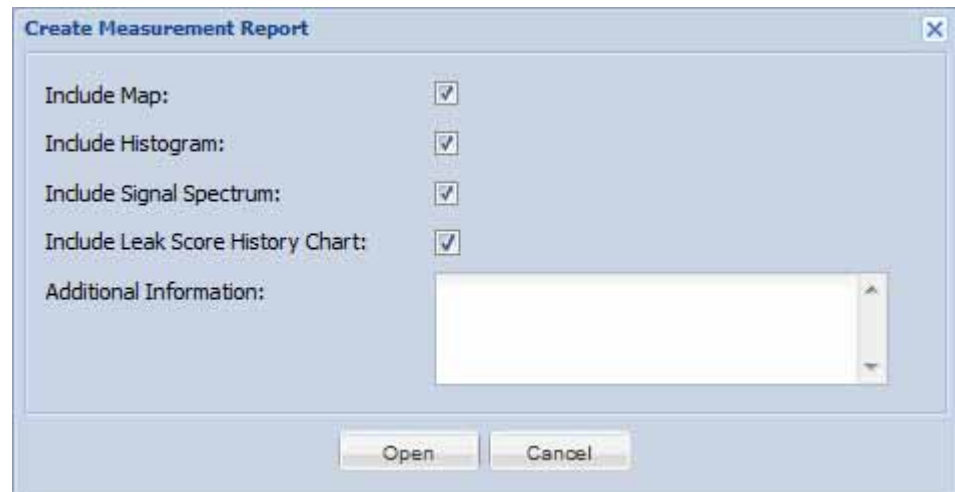 Create Measurement Report
Include Map:
Include Histogram:
Include Signal Spectrum:
Include Leak Score History Chart:
Additional Information:
Open Cancel